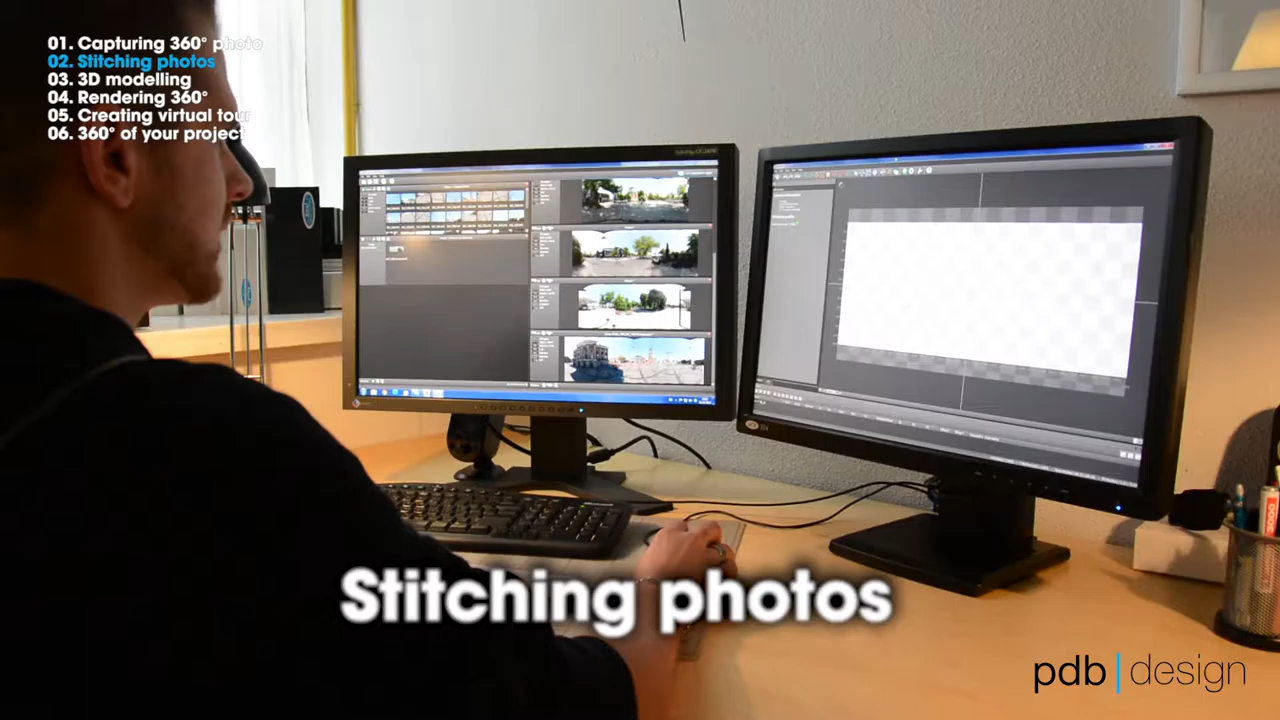 01. Capturing 360° photo
02. Stitching photos
03. 3D modelling
04. Rendering 360°
05. Creating virtual tour
06. 360° of your project
Stitching photos
pdb|design